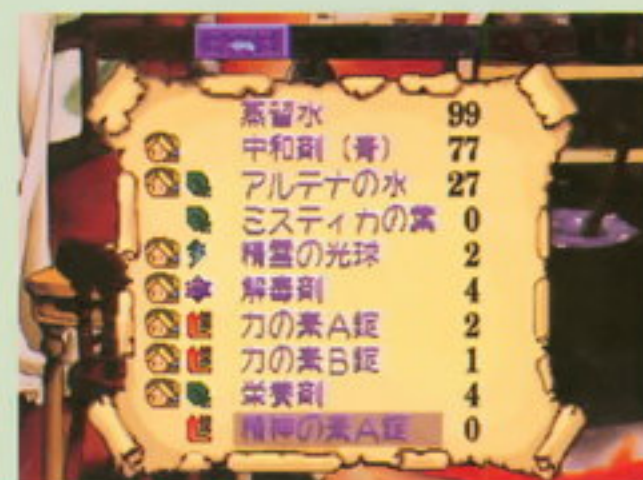 蒸留水 99
中和剤（青） 77
アルテナの水 27
ミスティカの葉 0
精霊の光球 2
解毒剤 4
力の素A錠 2
力の素B錠 1
栄養剤 4
精神の素A錠 0